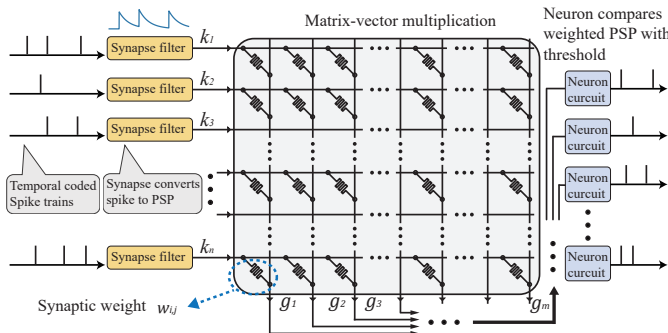 Matrix-vector multiplication
Neuron compares
weighted PSP with
threshold
Synapse filter
k1
Synapse filter
k2
Synapse filter
k3
Temporal coded
Spike trains
Synapse converts
spike to PSP
Synapse filter
kn
Neuron
curcuit
Neuron
curcuit
Neuron
curcuit
Neuron
curcuit
Synaptic weight wi,j
g1 g2 g3 gm